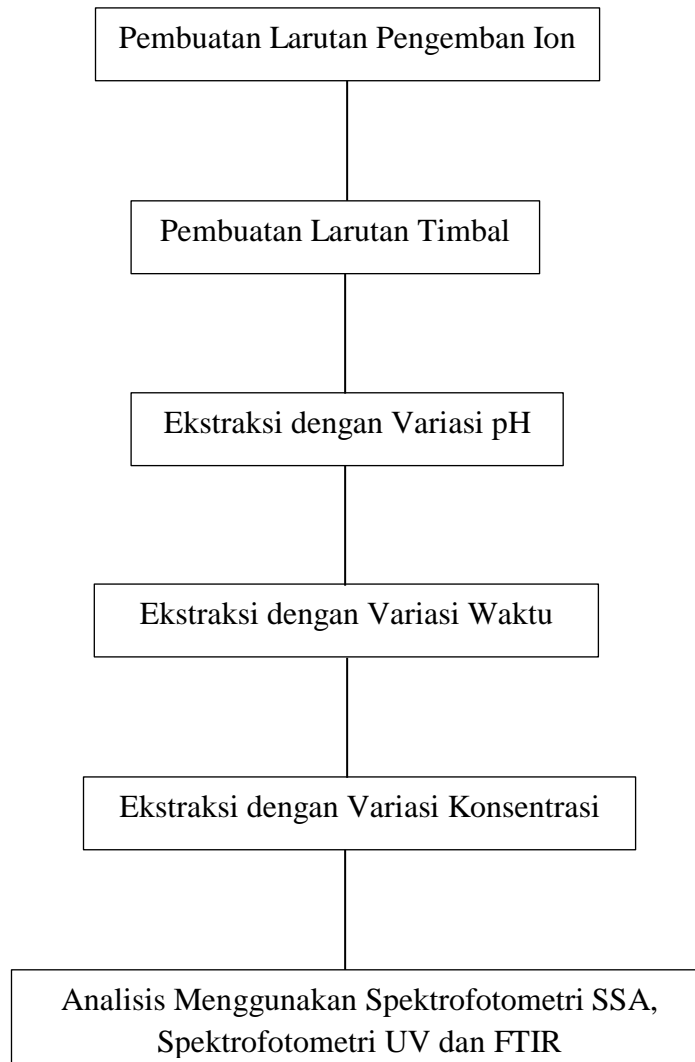 Pembuatan Larutan Pengemban Ion
Pembuatan Larutan Timbal
Ekstraksi dengan Variasi pH
Ekstraksi dengan Variasi Waktu
Ekstraksi dengan Variasi Konsentrasi
Analisis Menggunakan Spektrofotometri SSA,
Spektrofotometri UV dan FTIR